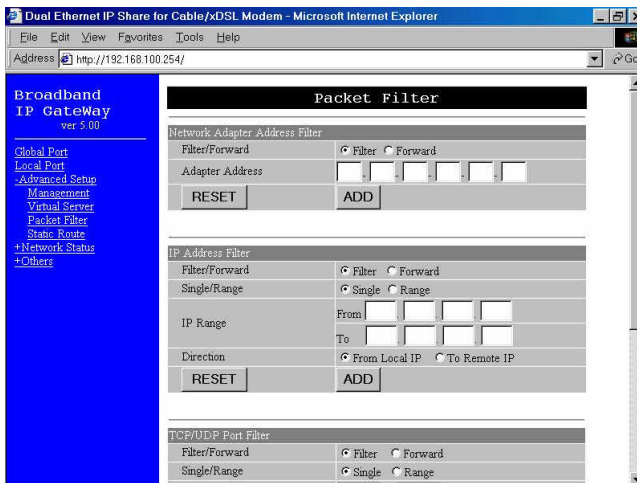 Dual Ethernet IP Share for Cable/xDSL Modem - Microsoft Internet Explorer
File Edit View Favorites Tools Help
Address http://192.168.100.254/ Go
Broadband
IP GateWay
ver 5.00
Global Port
Local Port
-Advanced Setup
Management
Virtual Server
Packet Filter
Static Route
+Network Status
+Others
Packet Filter
Network Adapter Address Filter
Filter/Forward Filter Forward
Adapter Address - - - - -
RESET ADD
IP Address Filter
Filter/Forward Filter Forward
Single/Range Single Range
IP Range
From . . .
To . . .
Direction From Local IP To Remote IP
RESET ADD
TCP/UDP Port Filter
Filter/Forward Filter Forward
Single/Range Single Range